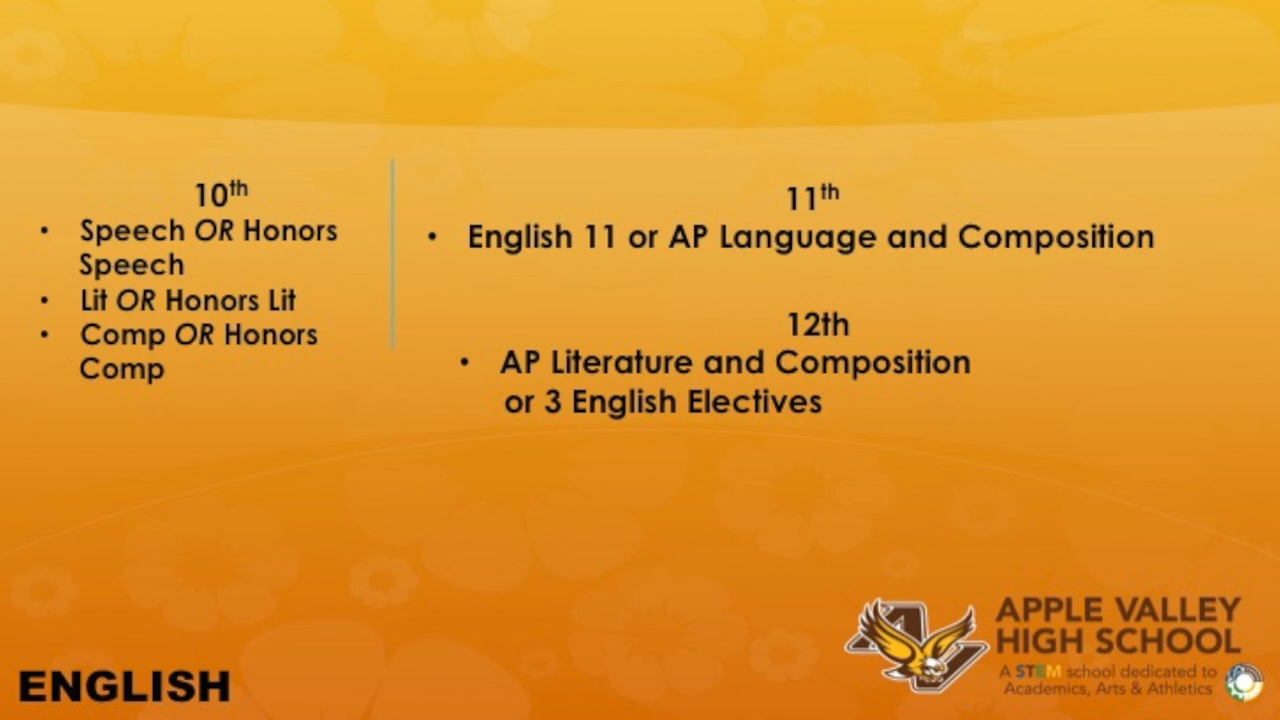 10th
• Speech OR Honors
Speech
• Lit OR Honors Lit
• Comp OR Honors
Comp
11th
• English 11 or AP Language and Composition
12th
• AP Literature and Composition
or 3 English Electives
ENGLISH
APPLE VALLEY
HIGH SCHOOL
A STEM school dedicated to
Academics, Arts & Athletics